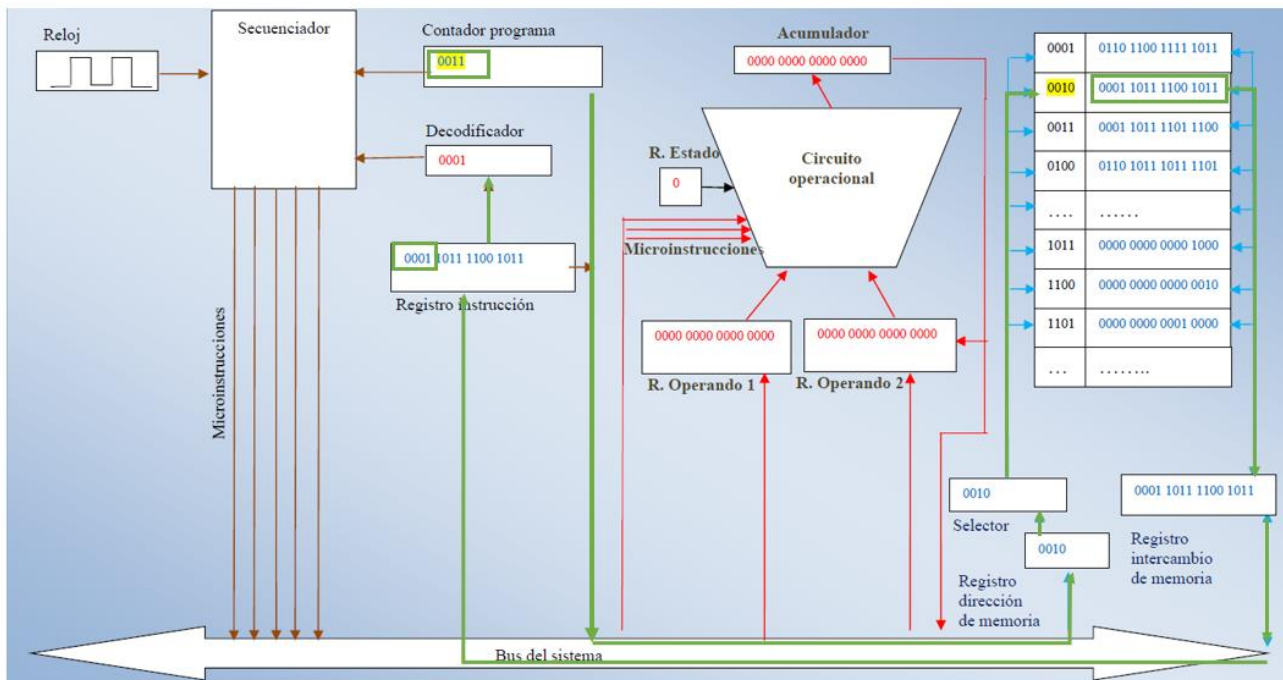 Reloj
Secuenciador
Contador programa
0011
Decodificador
0001
0001 1011 1100 1011
Registro instrucción
Microinstrucciones
Acumulador
0000 0000 0000 0000
R. Estado
0
Circuito
operacional
Microinstrucciones
0000 0000 0000 0000
R. Operando 1
0000 0000 0000 0000
R. Operando 2
0001 0110 1100 1111 1011
0010 0001 1011 1100 1011
0011 0001 1011 1101 1100
0100 0110 1011 1011 1101
.... ......
1011 0000 0000 0000 1000
1100 0000 0000 0000 0010
1101 0000 0000 0001 0000
... ........
0010
Selector
0010
Registro
dirección
de memoria
0001 1011 1100 1011
Registro
intercambio
de memoria
Bus del sistema